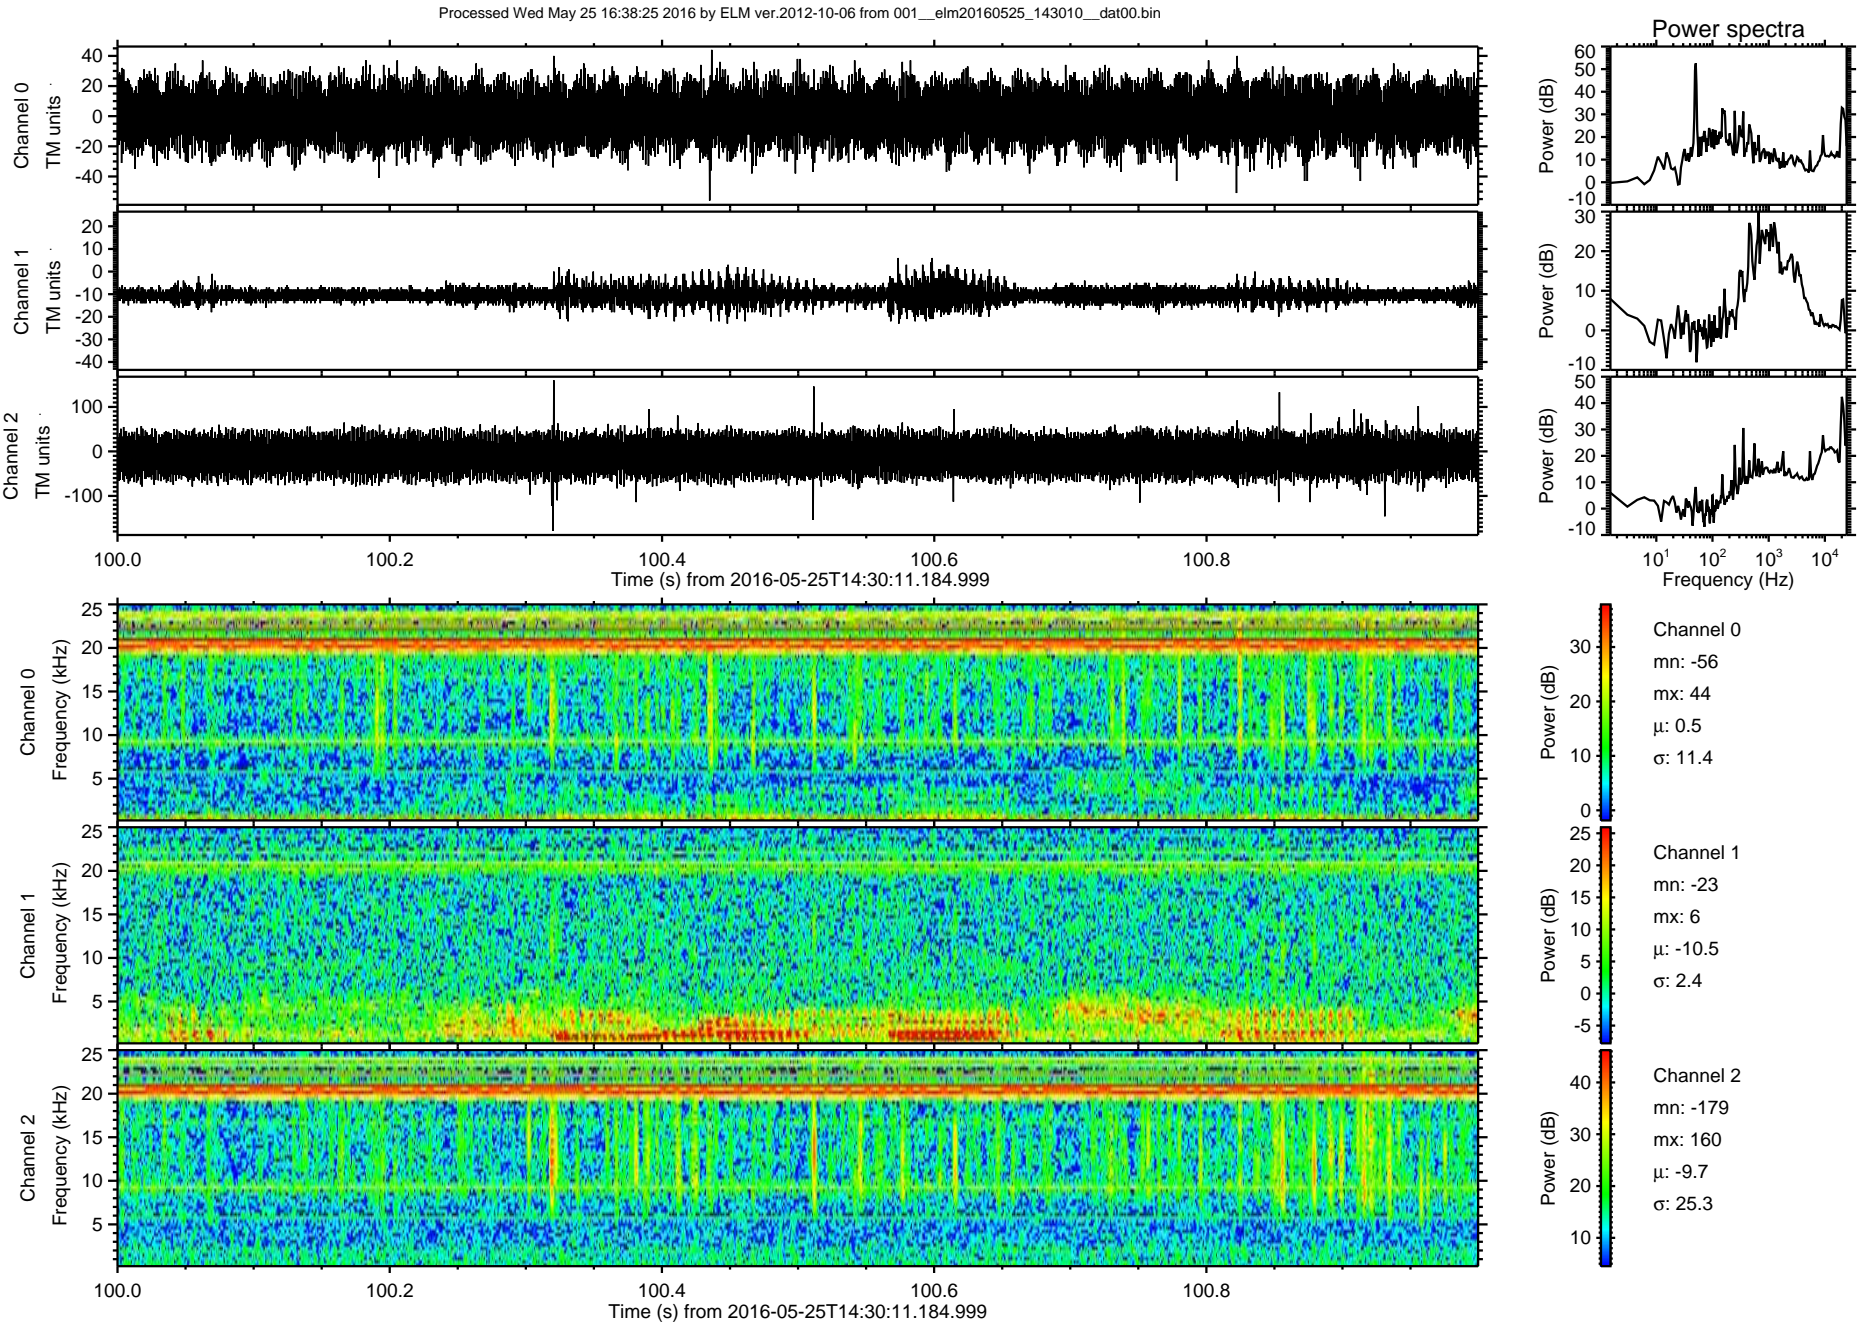 Processed Wed May 25 16:38:25 2016 by ELM ver.2012-10-06 from 001__elm20160525_143010__dat00.bin
Power spectra
Channel 0
TM units
40
20
0
-20
-40
Power (dB)
60
50
40
30
20
10
0
-10
Channel 1
TM units
20
10
0
-10
-20
-30
-40
Power (dB)
30
20
10
0
-10
Channel 2
TM units
100
0
-100
Power (dB)
50
40
30
20
10
0
-10
100.0 100.2 100.4 100.6 100.8
Time (s) from 2016-05-25T14:30:11.184.999
10¹ 10² 10³ 10⁴
Frequency (Hz)
Channel 0
Frequency (kHz)
25
20
15
10
5
Power (dB)
30
20
10
0
Channel 0
mn: -56
mx: 44
μ: 0.5
σ: 11.4
Channel 1
Frequency (kHz)
25
20
15
10
5
Power (dB)
25
20
15
10
5
0
-5
Channel 1
mn: -23
mx: 6
μ: -10.5
σ: 2.4
Channel 2
Frequency (kHz)
25
20
15
10
5
Power (dB)
40
30
20
10
Channel 2
mn: -179
mx: 160
μ: -9.7
σ: 25.3
100.0 100.2 100.4 100.6 100.8
Time (s) from 2016-05-25T14:30:11.184.999